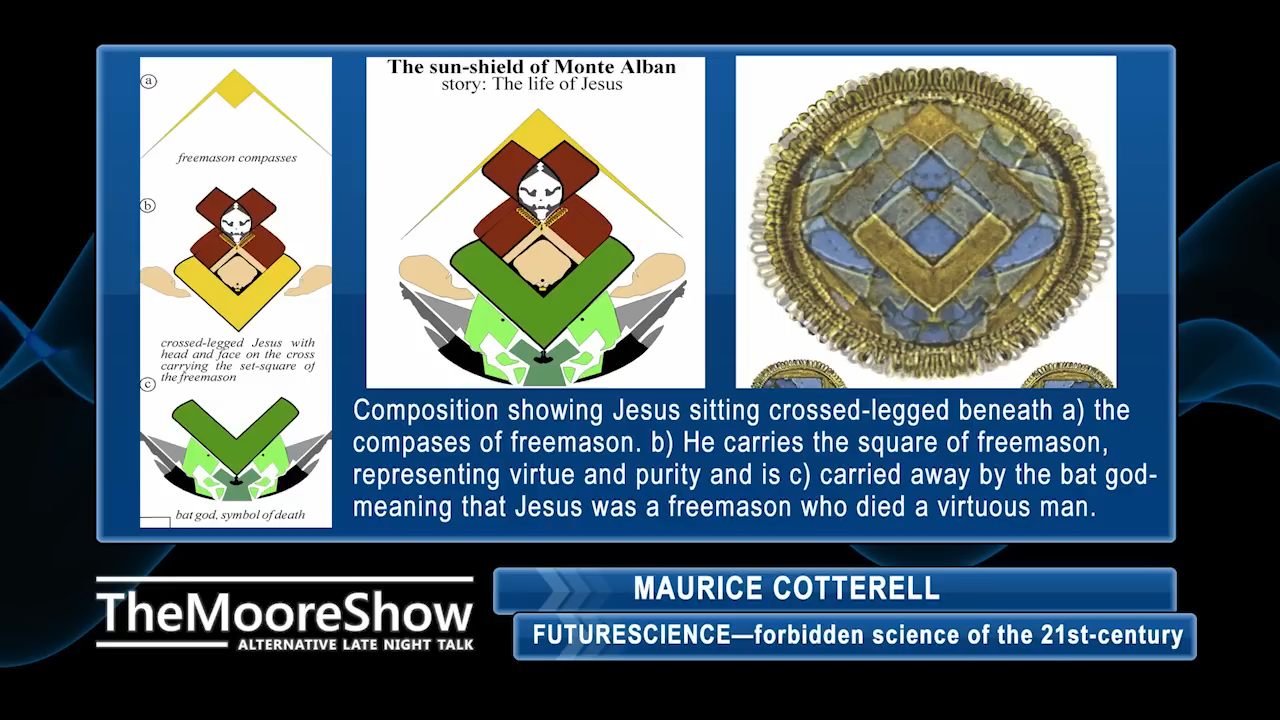 a
freemason compasses
b
crossed-legged Jesus with
head and face on the cross
carrying the set-square of
the freemason
c
bat god, symbol of death
The sun-shield of Monte Alban
story: The life of Jesus
Composition showing Jesus sitting crossed-legged beneath a) the
compases of freemason. b) He carries the square of freemason,
representing virtue and purity and is c) carried away by the bat god-
meaning that Jesus was a freemason who died a virtuous man.
TheMooreShow
ALTERNATIVE LATE NIGHT TALK
MAURICE COTTERELL
FUTURESCIENCE—forbidden science of the 21st-century